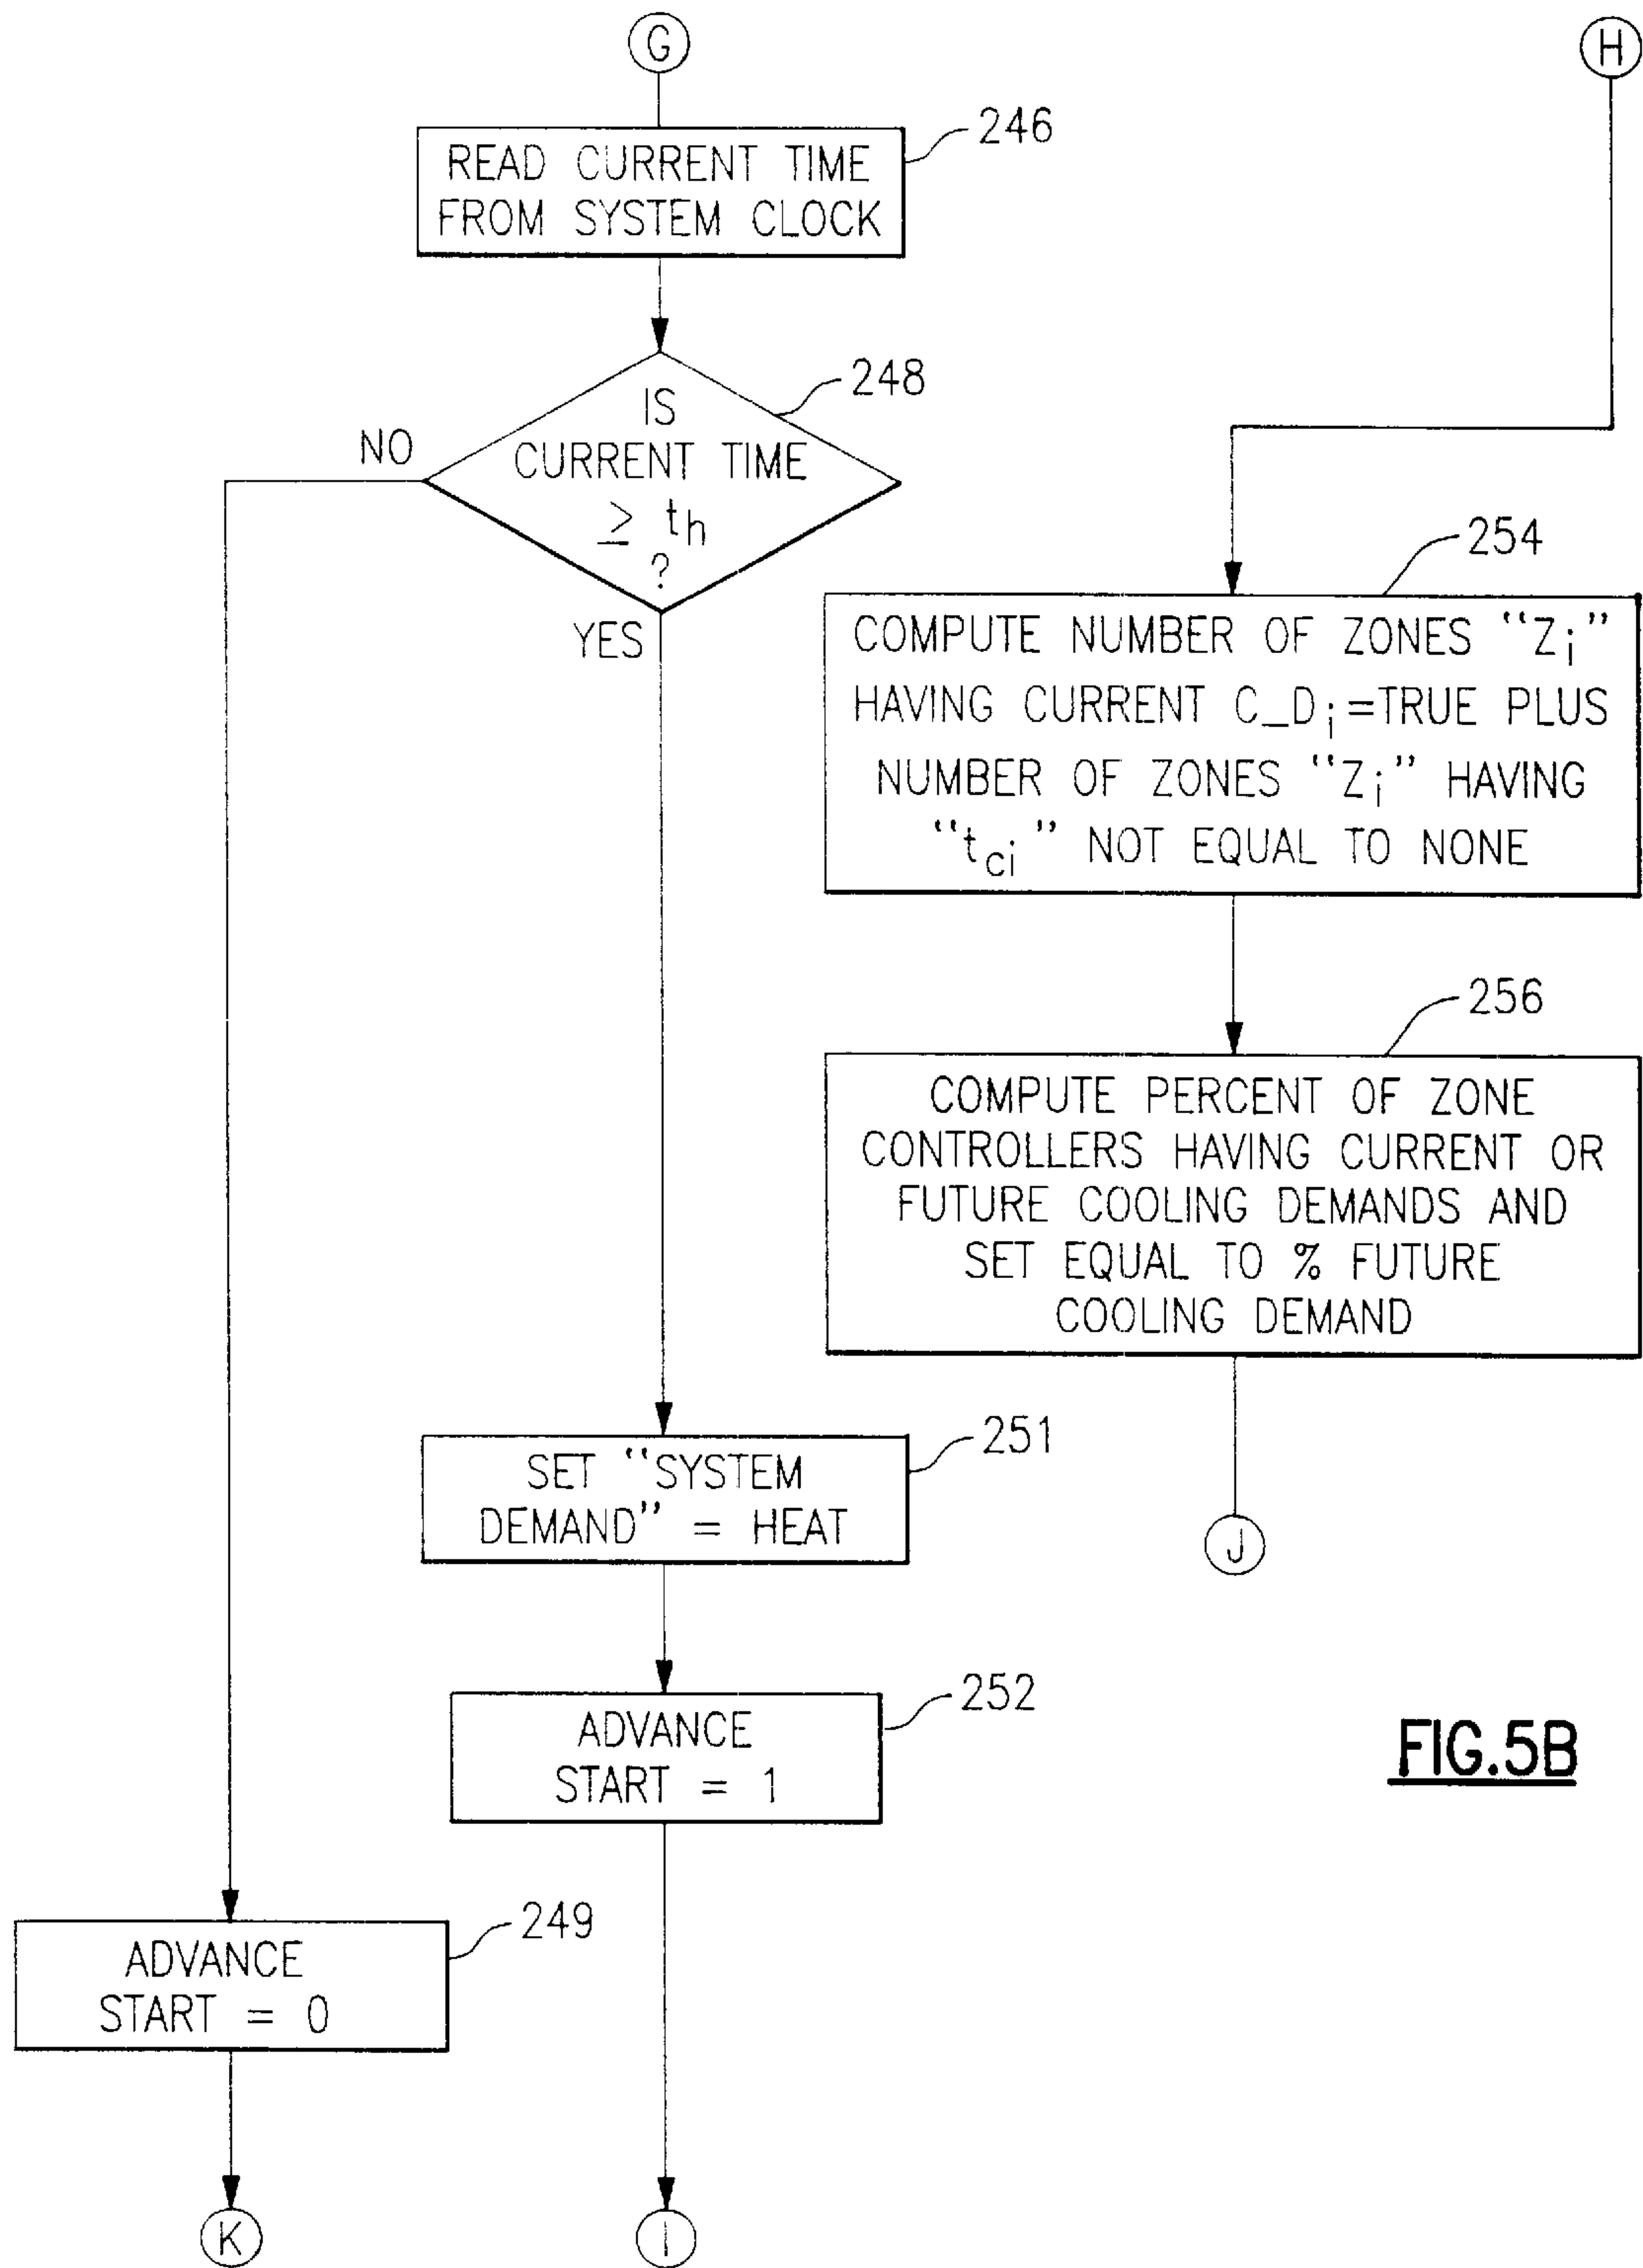 G
H
246
READ CURRENT TIME
FROM SYSTEM CLOCK
248
IS
CURRENT TIME
≥ th
?
NO
YES
254
COMPUTE NUMBER OF ZONES "Zi"
HAVING CURRENT C_Di=TRUE PLUS
NUMBER OF ZONES "Zi" HAVING
"tci" NOT EQUAL TO NONE
256
COMPUTE PERCENT OF ZONE
CONTROLLERS HAVING CURRENT OR
FUTURE COOLING DEMANDS AND
SET EQUAL TO % FUTURE
COOLING DEMAND
J
251
SET "SYSTEM
DEMAND" = HEAT
252
ADVANCE
START = 1
FIG.5B
249
ADVANCE
START = 0
K
I